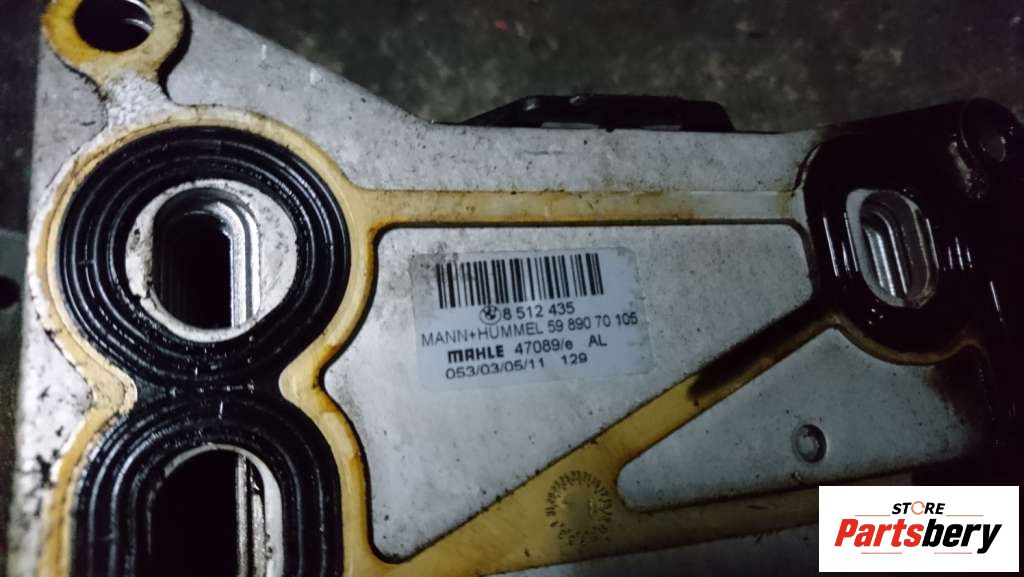 8 512 435
MANN+HUMMEL 59 890 70 105
MAHLE 47089/e AL
053/03/05/11 129
STORE
Partsbery